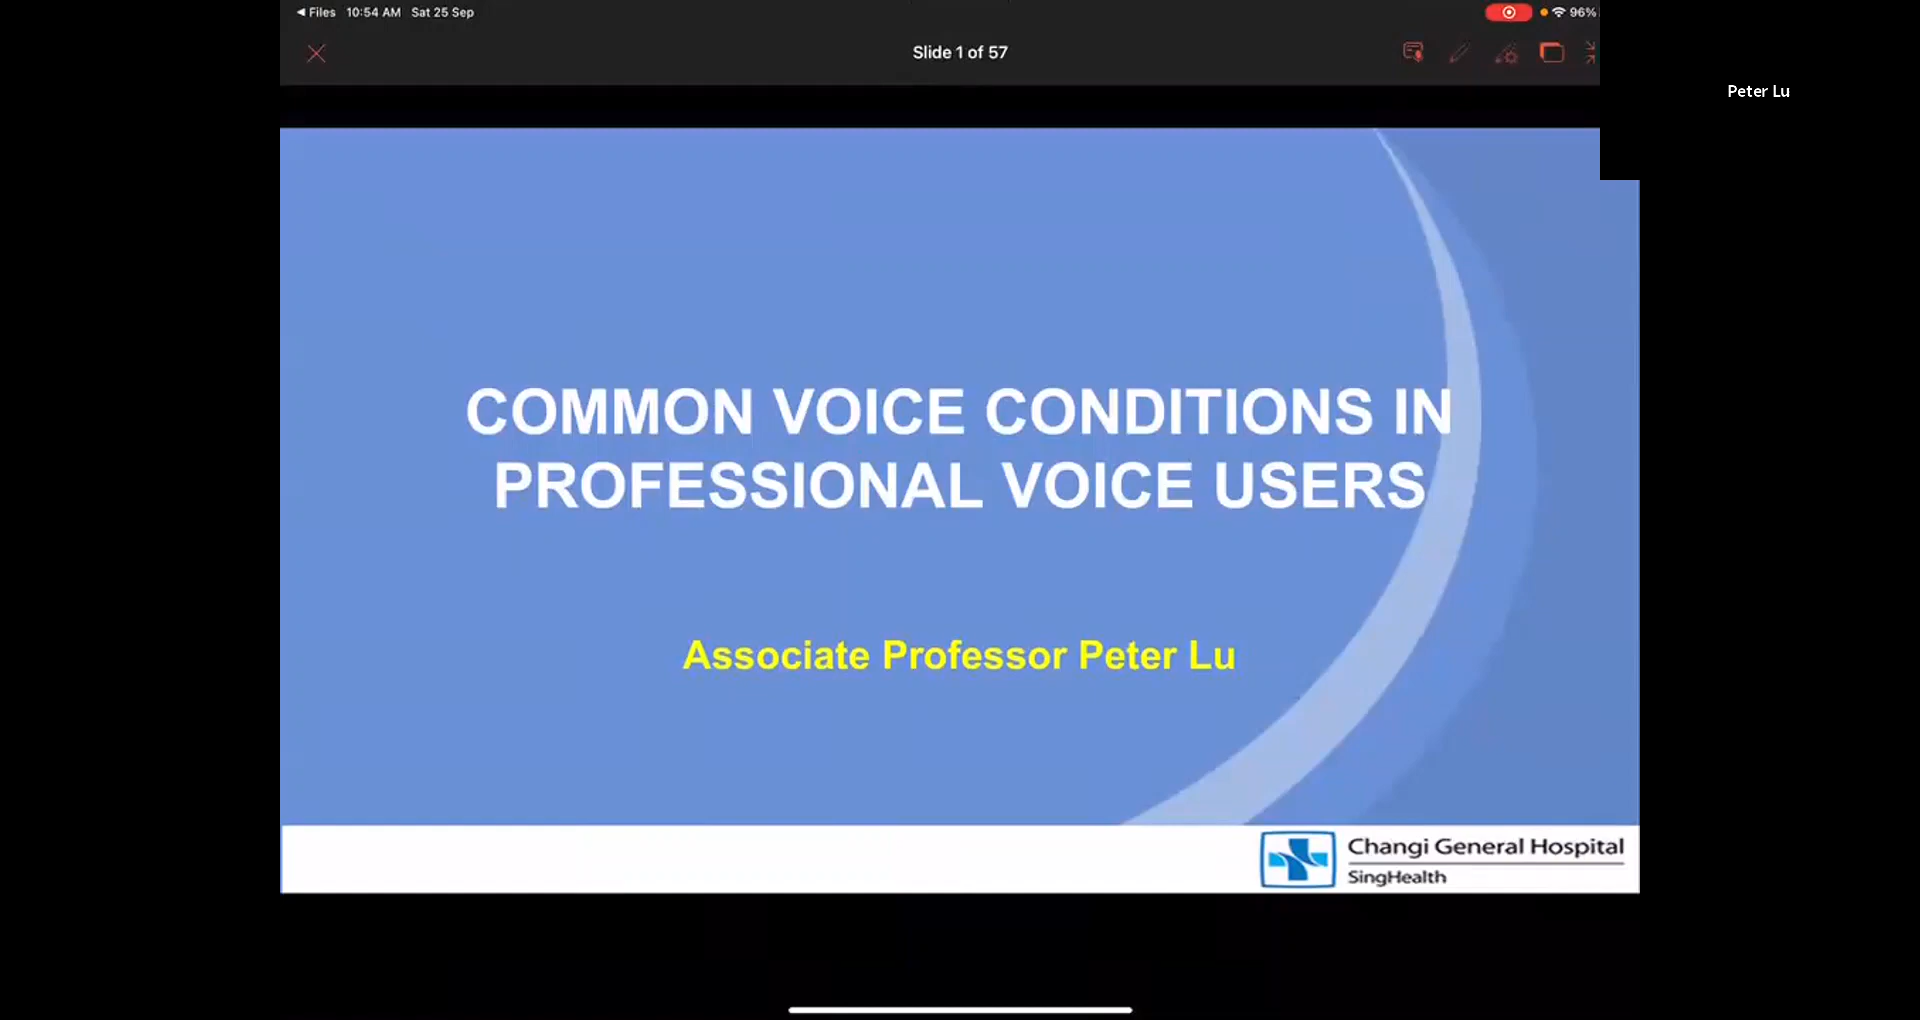 Files 10:54 AM Sat 25 Sep
96%
Slide 1 of 57
Peter Lu
COMMON VOICE CONDITIONS IN
PROFESSIONAL VOICE USERS
Associate Professor Peter Lu
Changi General Hospital
SingHealth